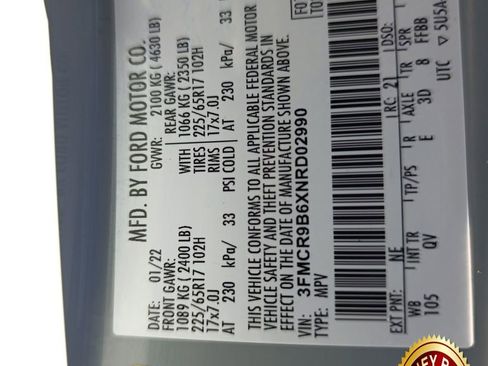 MFD. BY FORD MOTOR CO.
DATE: 01/22 GVWR: 2100 KG ( 4630 LB)
FRONT GAWR: REAR GAWR:
1089 KG ( 2400 LB) WITH 1066 KG ( 2350 LB)
225/65R17 102H TIRES 225/65R17 102H
17x7.0J RIMS 17x7.0J
AT 230 kPa/ 33 PSI COLD AT 230 kPa/ 33
THIS VEHICLE CONFORMS TO ALL APPLICABLE FEDERAL MOTOR
VEHICLE SAFETY AND THEFT PREVENTION STANDARDS IN
EFFECT ON THE DATE OF MANUFACTURE SHOWN ABOVE.
VIN: 3FMCR9B6XNRD02990
TYPE: MPV
EXT PNT: NE RC: 21 DSO:
WB INT TR TP/PS R AXLE TR SPR
105 QV E 3D 8 FFBB
UTC ▽5USA